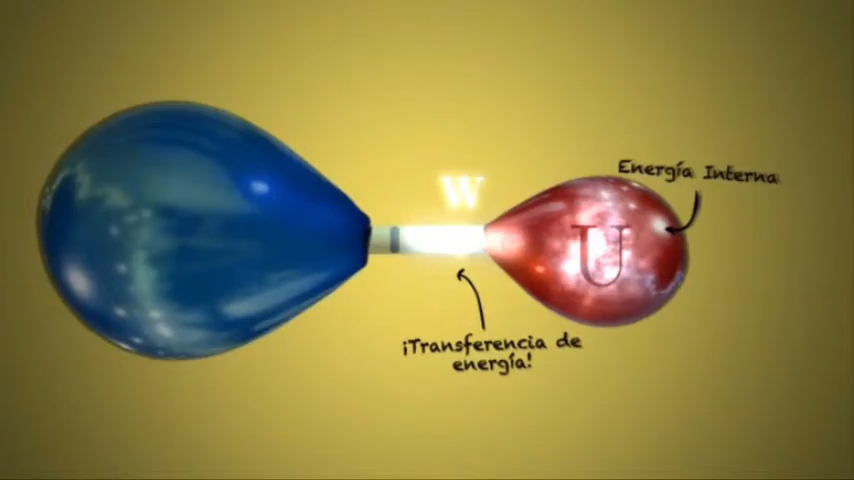 W
Energía Interna
U
¡Transferencia de
energía!